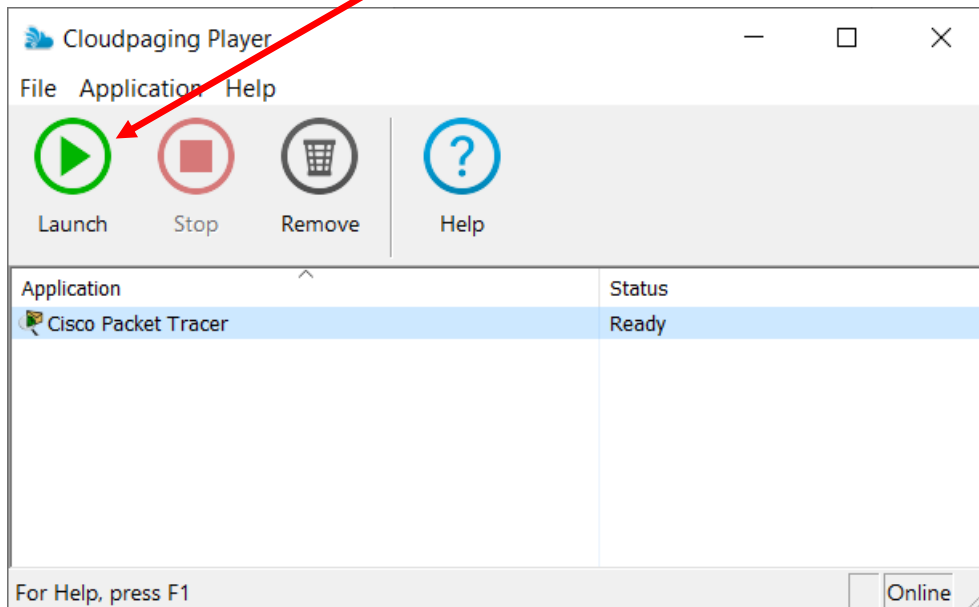 Cloudpaging Player
File Application Help
Launch Stop Remove Help
Application Status
Cisco Packet Tracer Ready
For Help, press F1 Online